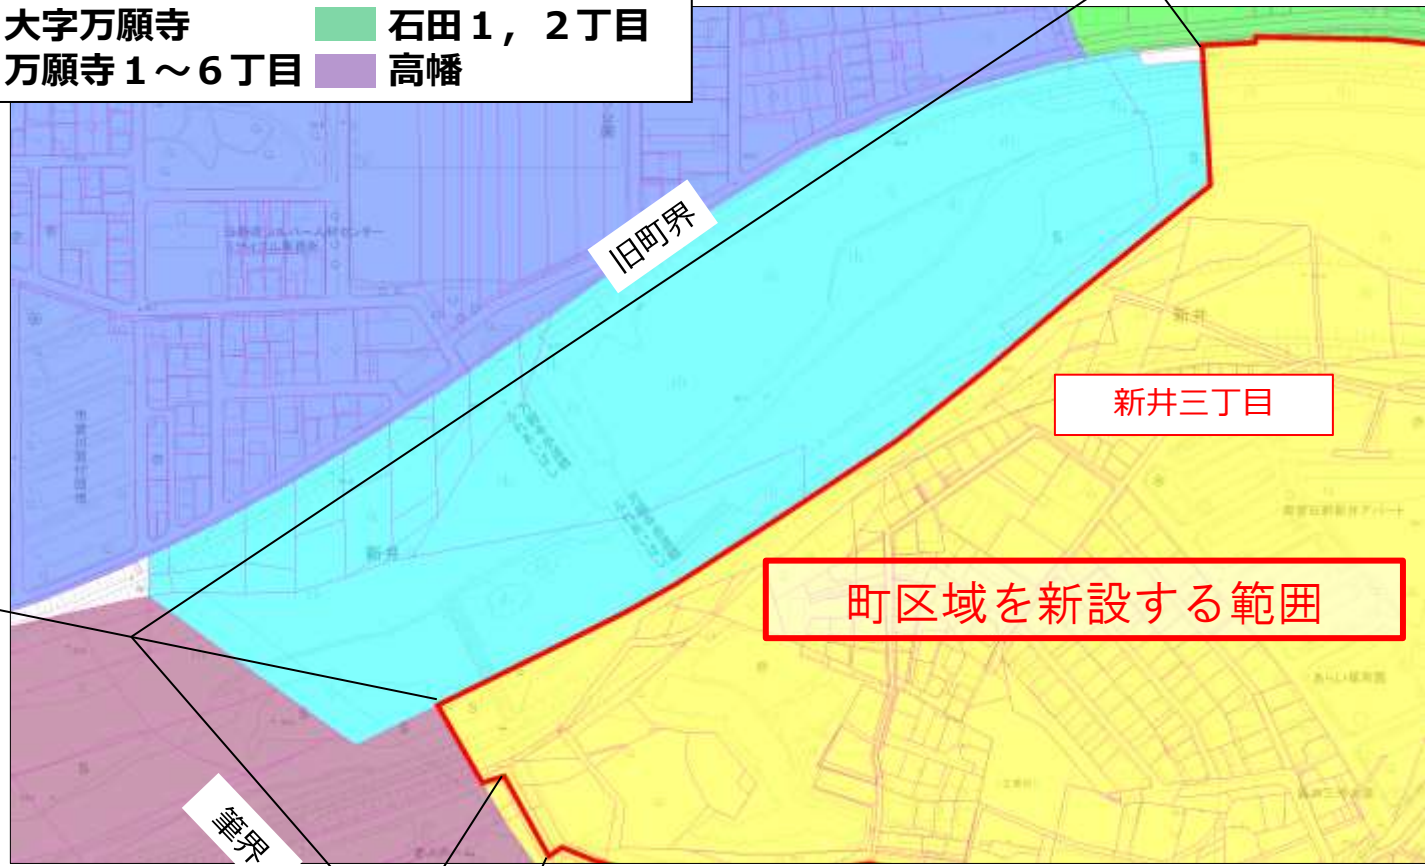 大字万願寺
石田１，２丁目
万願寺１～６丁目
高幡
旧町界
新井
新井三丁目
新井
町区域を新設する範囲
筆界